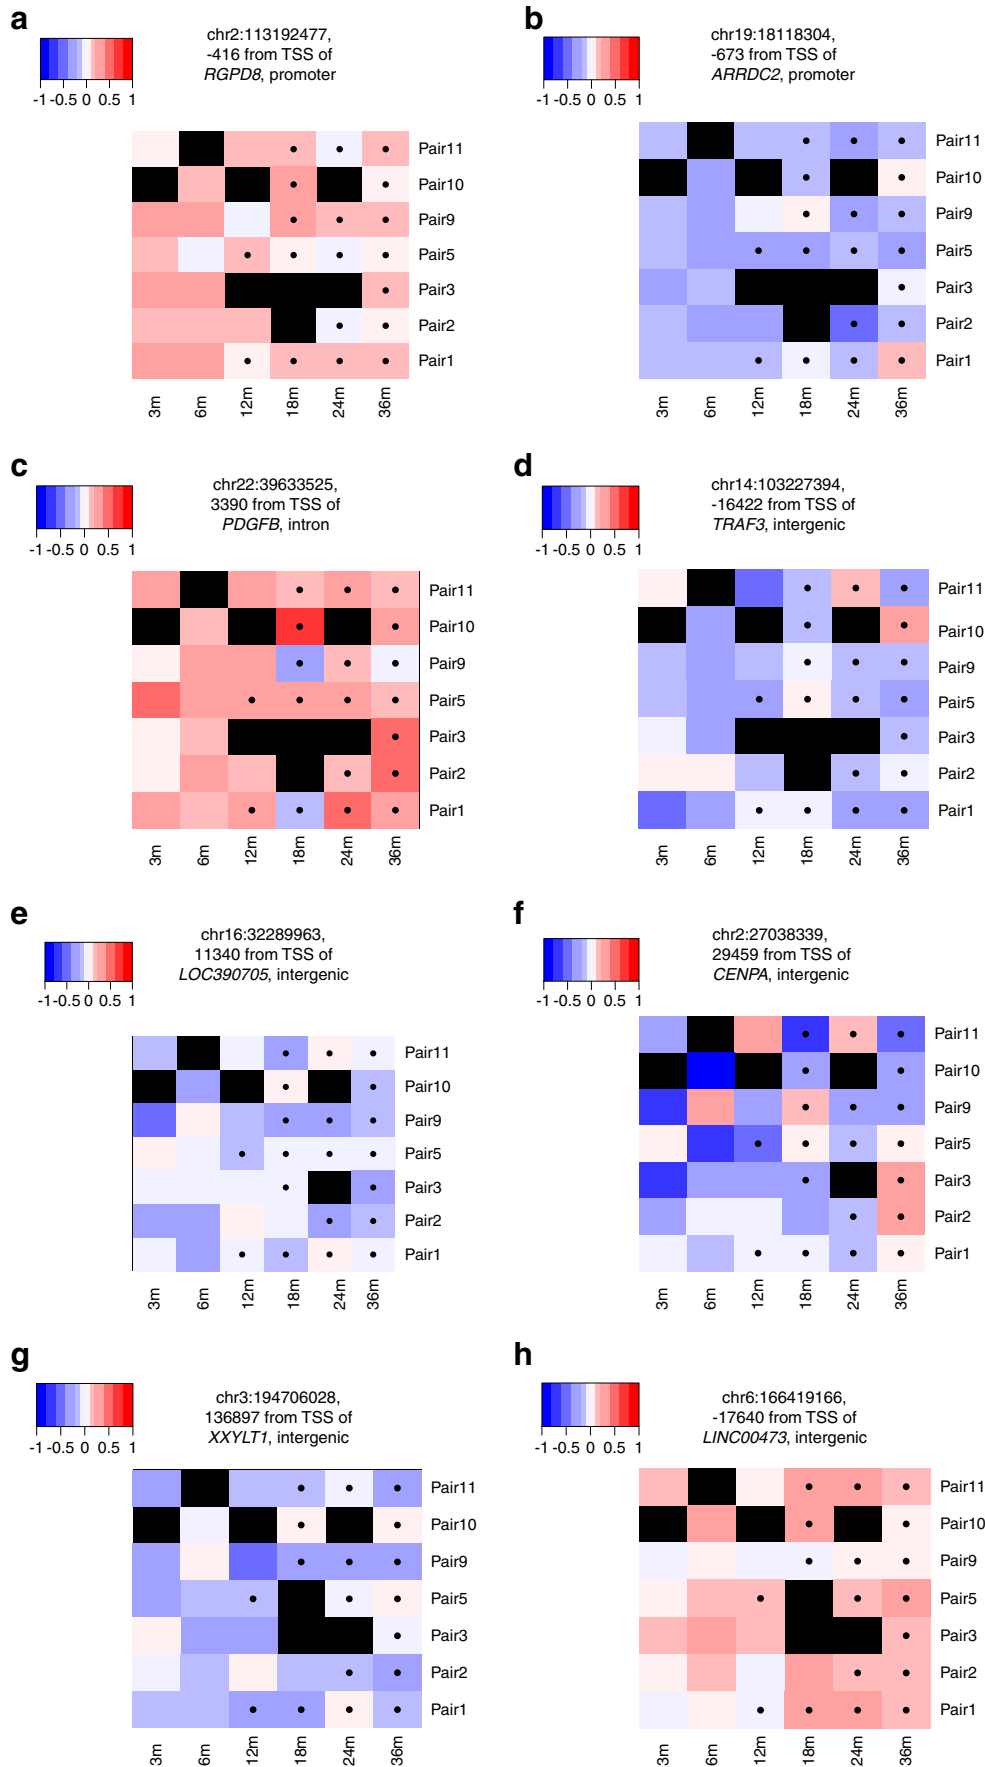 a
chr2:113192477,
-416 from TSS of
RGPD8, promoter
-1 -0.5 0 0.5 1
Pair11
Pair10
Pair9
Pair5
Pair3
Pair2
Pair1
3m 6m 12m 18m 24m 36m
b
chr19:18118304,
-673 from TSS of
ARRDC2, promoter
-1 -0.5 0 0.5 1
Pair11
Pair10
Pair9
Pair5
Pair3
Pair2
Pair1
3m 6m 12m 18m 24m 36m
c
chr22:39633525,
3390 from TSS of
PDGFB, intron
-1 -0.5 0 0.5 1
Pair11
Pair10
Pair9
Pair5
Pair3
Pair2
Pair1
3m 6m 12m 18m 24m 36m
d
chr14:103227394,
-16422 from TSS of
TRAF3, intergenic
-1 -0.5 0 0.5 1
Pair11
Pair10
Pair9
Pair5
Pair3
Pair2
Pair1
3m 6m 12m 18m 24m 36m
e
chr16:32289963,
11340 from TSS of
LOC390705, intergenic
-1 -0.5 0 0.5 1
Pair11
Pair10
Pair9
Pair5
Pair3
Pair2
Pair1
3m 6m 12m 18m 24m 36m
f
chr2:27038339,
29459 from TSS of
CENPA, intergenic
-1 -0.5 0 0.5 1
Pair11
Pair10
Pair9
Pair5
Pair3
Pair2
Pair1
3m 6m 12m 18m 24m 36m
g
chr3:194706028,
136897 from TSS of
XXYLT1, intergenic
-1 -0.5 0 0.5 1
Pair11
Pair10
Pair9
Pair5
Pair3
Pair2
Pair1
3m 6m 12m 18m 24m 36m
h
chr6:166419166,
-17640 from TSS of
LINC00473, intergenic
-1 -0.5 0 0.5 1
Pair11
Pair10
Pair9
Pair5
Pair3
Pair2
Pair1
3m 6m 12m 18m 24m 36m